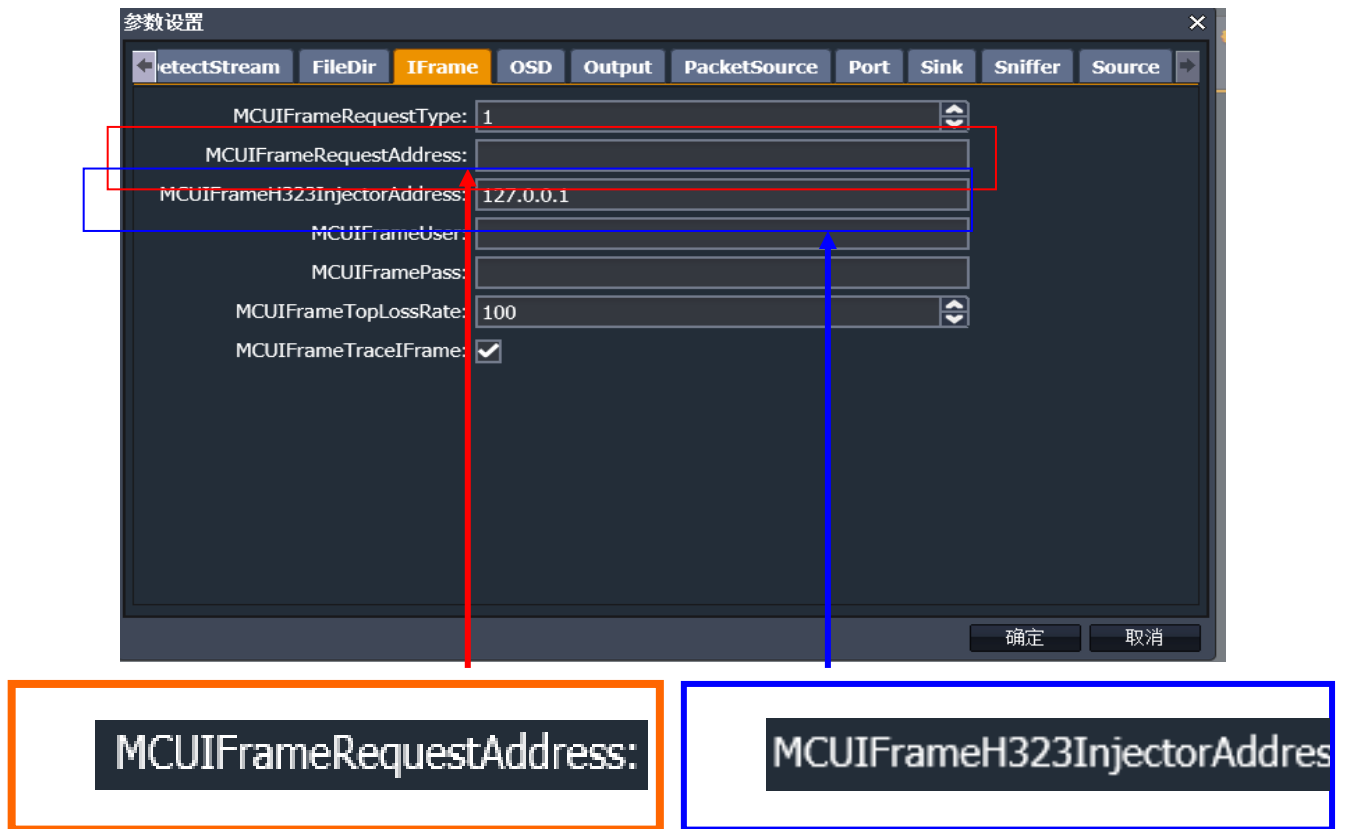 参数设置
etectStream FileDir IFrame OSD Output PacketSource Port Sink Sniffer Source
MCUIFrameRequestType: 1
MCUIFrameRequestAddress:
MCUIFrameH323InjectorAddress: 127.0.0.1
MCUIFrameUser:
MCUIFramePass:
MCUIFrameTopLossRate: 100
MCUIFrameTraceIFrame:
确定 取消
MCUIFrameRequestAddress: MCUIFrameH323InjectorAddres